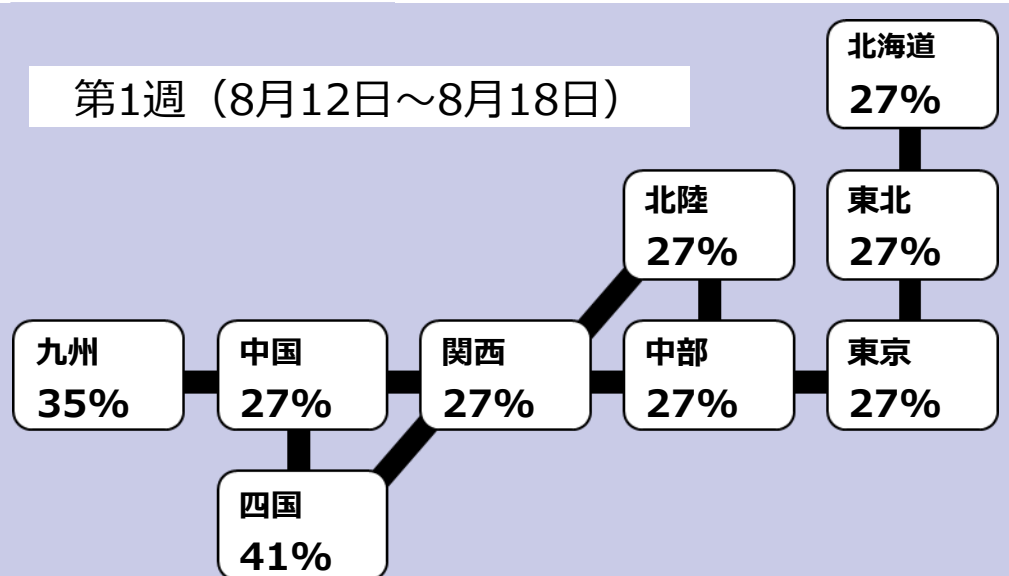 第1週（8月12日～8月18日）
北海道
27%
北陸
27%
東北
27%
九州
35%
中国
27%
関西
27%
中部
27%
東京
27%
四国
41%